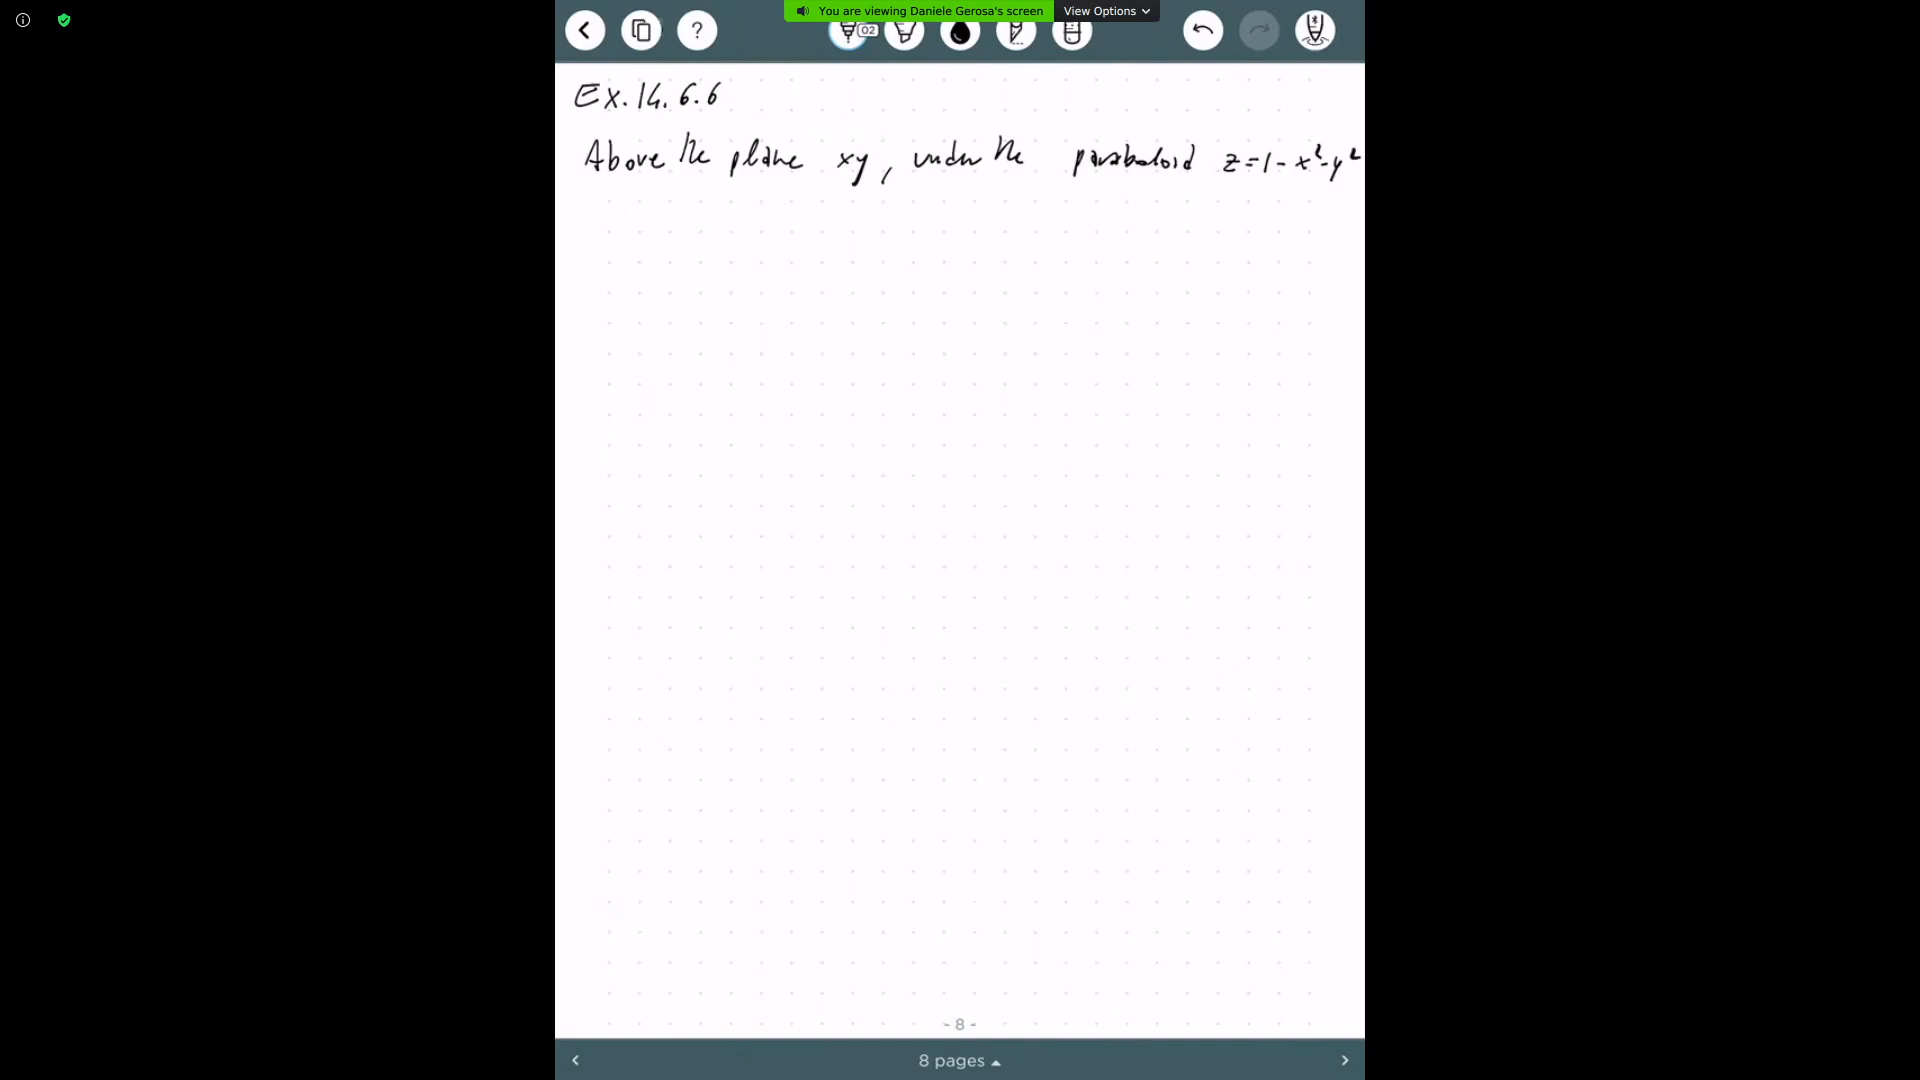 You are viewing Daniele Gerosa's screen View Options
? 02
Ex. 14.6.6
Above the plane xy, under the paraboloid z = 1 - x² - y²
- 8 -
8 pages